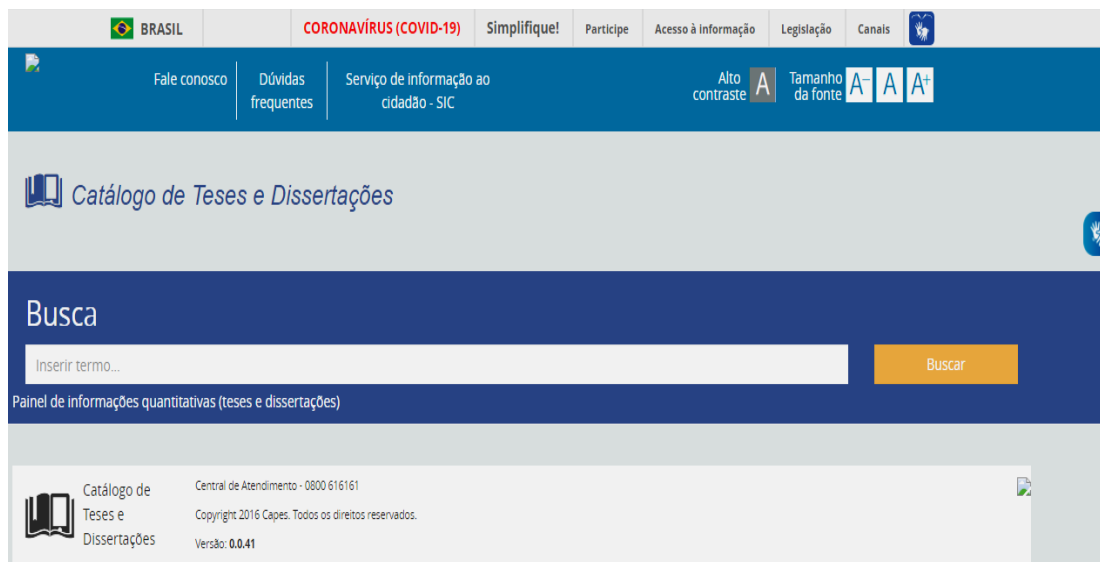 BRASIL CORONAVÍRUS (COVID-19) Simplifique! Participe Acesso à informação Legislação Canais
Fale conosco Dúvidas frequentes Serviço de informação ao cidadão - SIC Alto contraste A Tamanho da fonte A- A A+
Catálogo de Teses e Dissertações
Busca
Inserir termo... Buscar
Painel de informações quantitativas (teses e dissertações)
Catálogo de
Teses e
Dissertações
Central de Atendimento - 0800 616161
Copyright 2016 Capes. Todos os direitos reservados.
Versão: 0.0.41